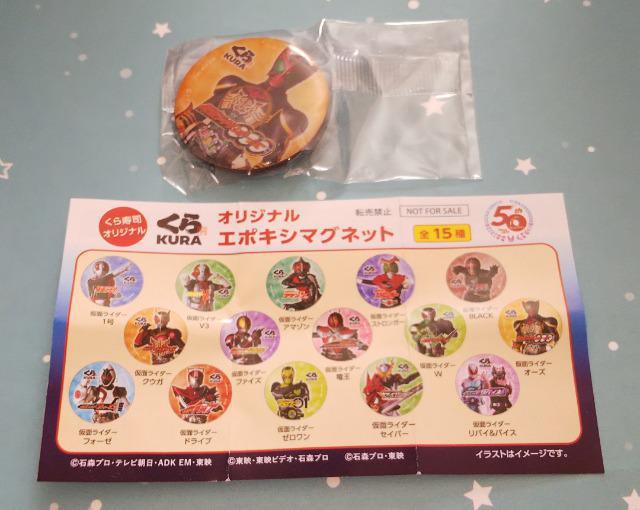 くら
KURA
くら寿司
オリジナル
くら
KURA
オリジナル
エポキシマグネット
転売禁止
NOT FOR SALE
全15種
50th
仮面ライダー
1号
仮面ライダー
V3
仮面ライダー
アマゾン
仮面ライダー
ストロンガー
仮面ライダー
BLACK
仮面ライダー
クウガ
仮面ライダー
ファイズ
仮面ライダー
電王
仮面ライダー
W
仮面ライダー
オーズ
仮面ライダー
フォーゼ
仮面ライダー
ドライブ
仮面ライダー
ゼロワン
仮面ライダー
セイバー
仮面ライダー
リバイ&バイス
©石森プロ・テレビ朝日・ADK EM・東映 ©東映・東映ビデオ・石森プロ ©石森プロ・東映
イラストはイメージです。